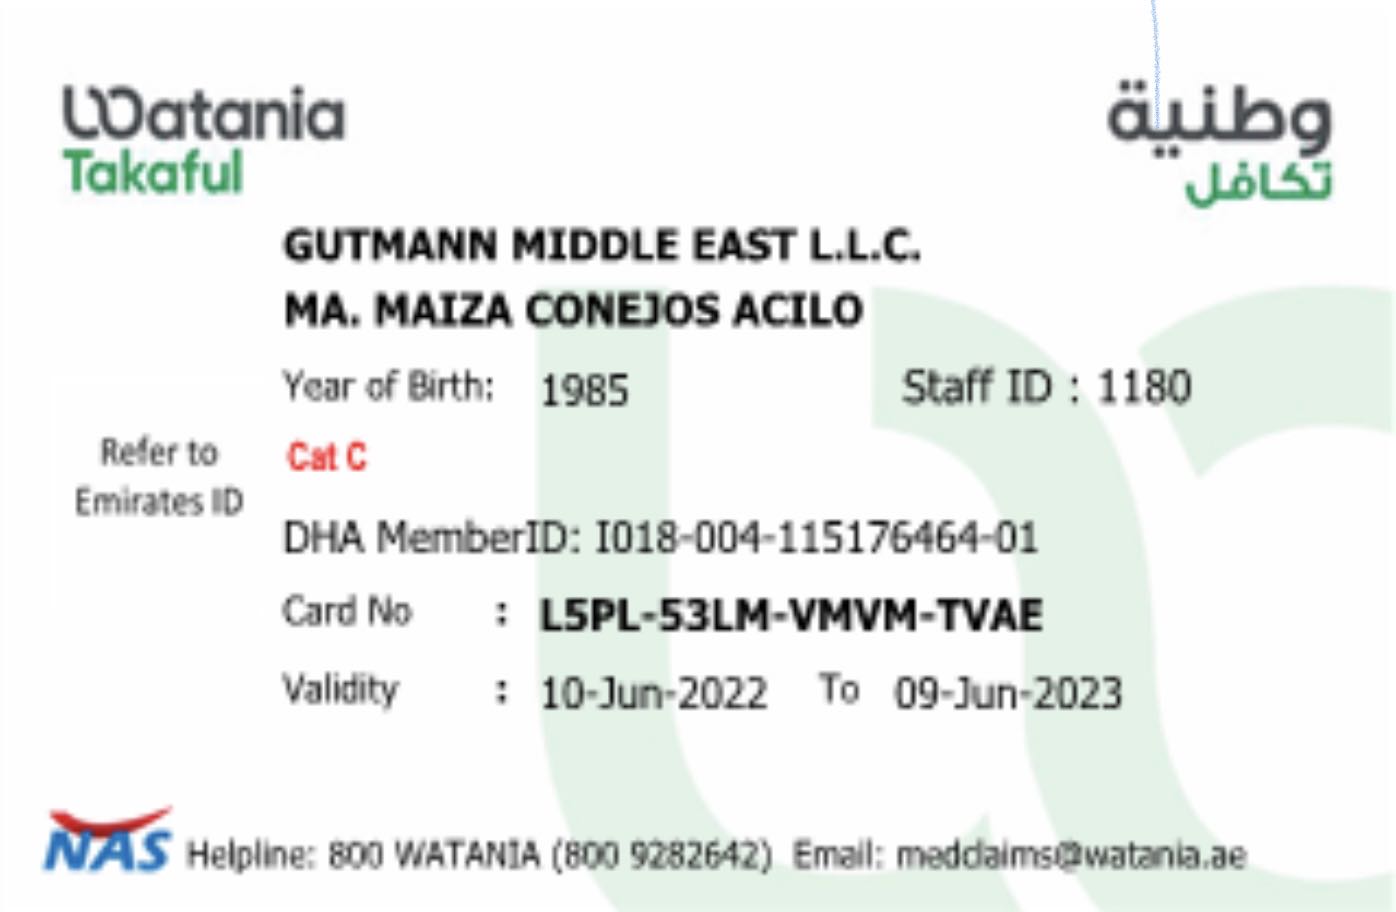 Watania
Takaful
وطنية
تكافل
GUTMANN MIDDLE EAST L.L.C.
MA. MAIZA CONEJOS ACILO
Year of Birth: 1985 Staff ID : 1180
Refer to
Emirates ID
Cat C
DHA MemberID: I018-004-115176464-01
Card No : L5PL-53LM-VMVM-TVAE
Validity : 10-Jun-2022 To 09-Jun-2023
NAS Helpline: 800 WATANIA (800 9282642) Email: medclaims@watania.ae